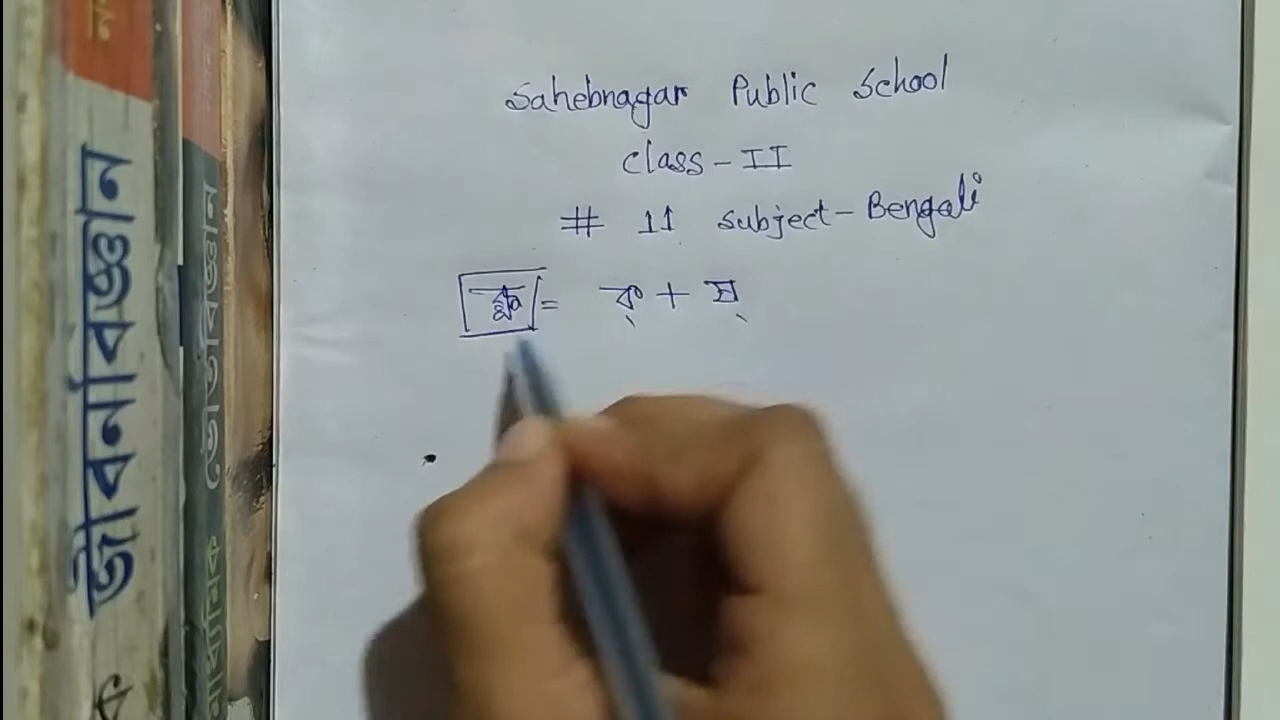 Sahebnagar Public School
Class - II
# 11 Subject - Bengali
ক্ষ = ক্ + ষ্
জীবনবিজ্ঞান